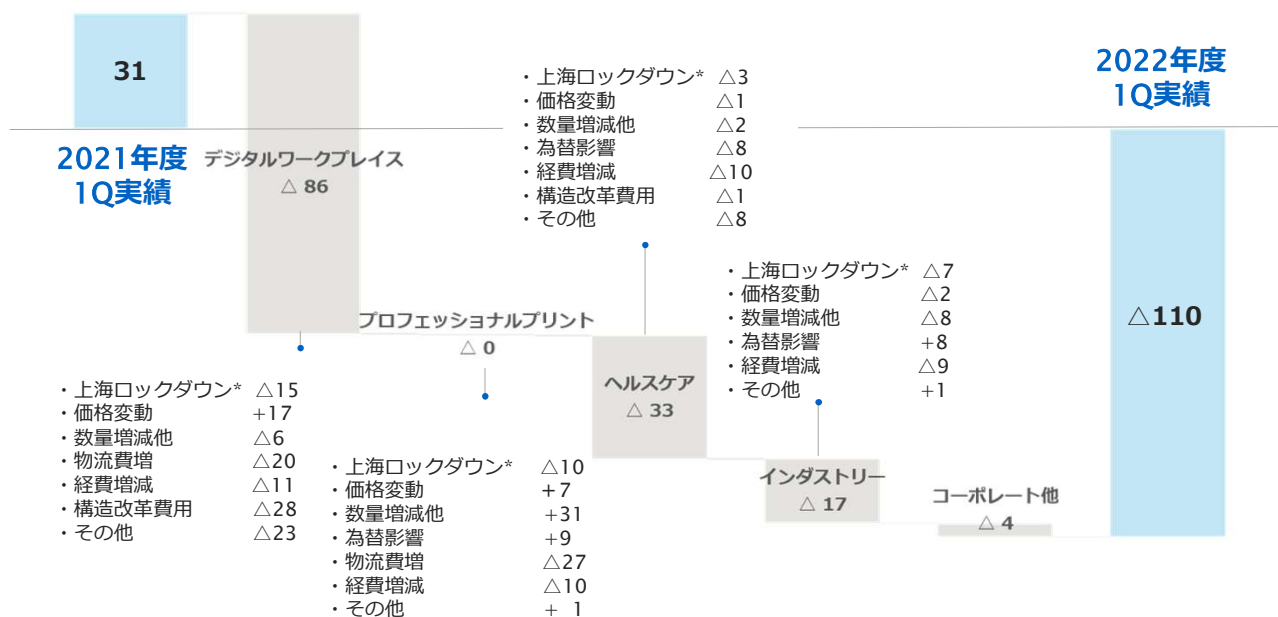 31
2021年度
1Q実績
デジタルワークプレイス
△ 86
・上海ロックダウン* △15
・価格変動 +17
・数量増減他 △6
・物流費増 △20
・経費増減 △11
・構造改革費用 △28
・その他 △23
プロフェッショナルプリント
△ 0
・上海ロックダウン* △10
・価格変動 +7
・数量増減他 +31
・為替影響 +9
・物流費増 △27
・経費増減 △10
・その他 + 1
・上海ロックダウン* △3
・価格変動 △1
・数量増減他 △2
・為替影響 △8
・経費増減 △10
・構造改革費用 △1
・その他 △8
ヘルスケア
△ 33
・上海ロックダウン* △7
・価格変動 △2
・数量増減他 △8
・為替影響 +8
・経費増減 △9
・その他 +1
インダストリー
△ 17
コーポレート他
△ 4
2022年度
1Q実績
△110